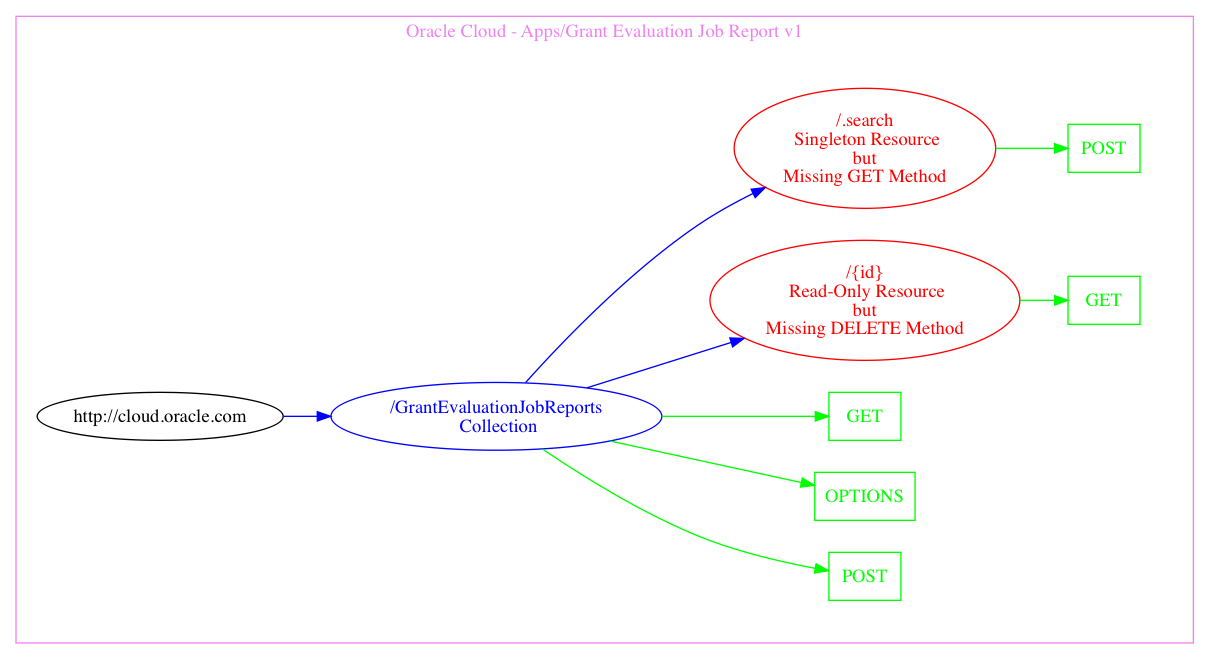 Oracle Cloud - Apps/Grant Evaluation Job Report v1
/.search
Singleton Resource
but
Missing GET Method
POST
/{id}
Read-Only Resource
but
Missing DELETE Method
GET
http://cloud.oracle.com
/GrantEvaluationJobReports
Collection
GET
OPTIONS
POST